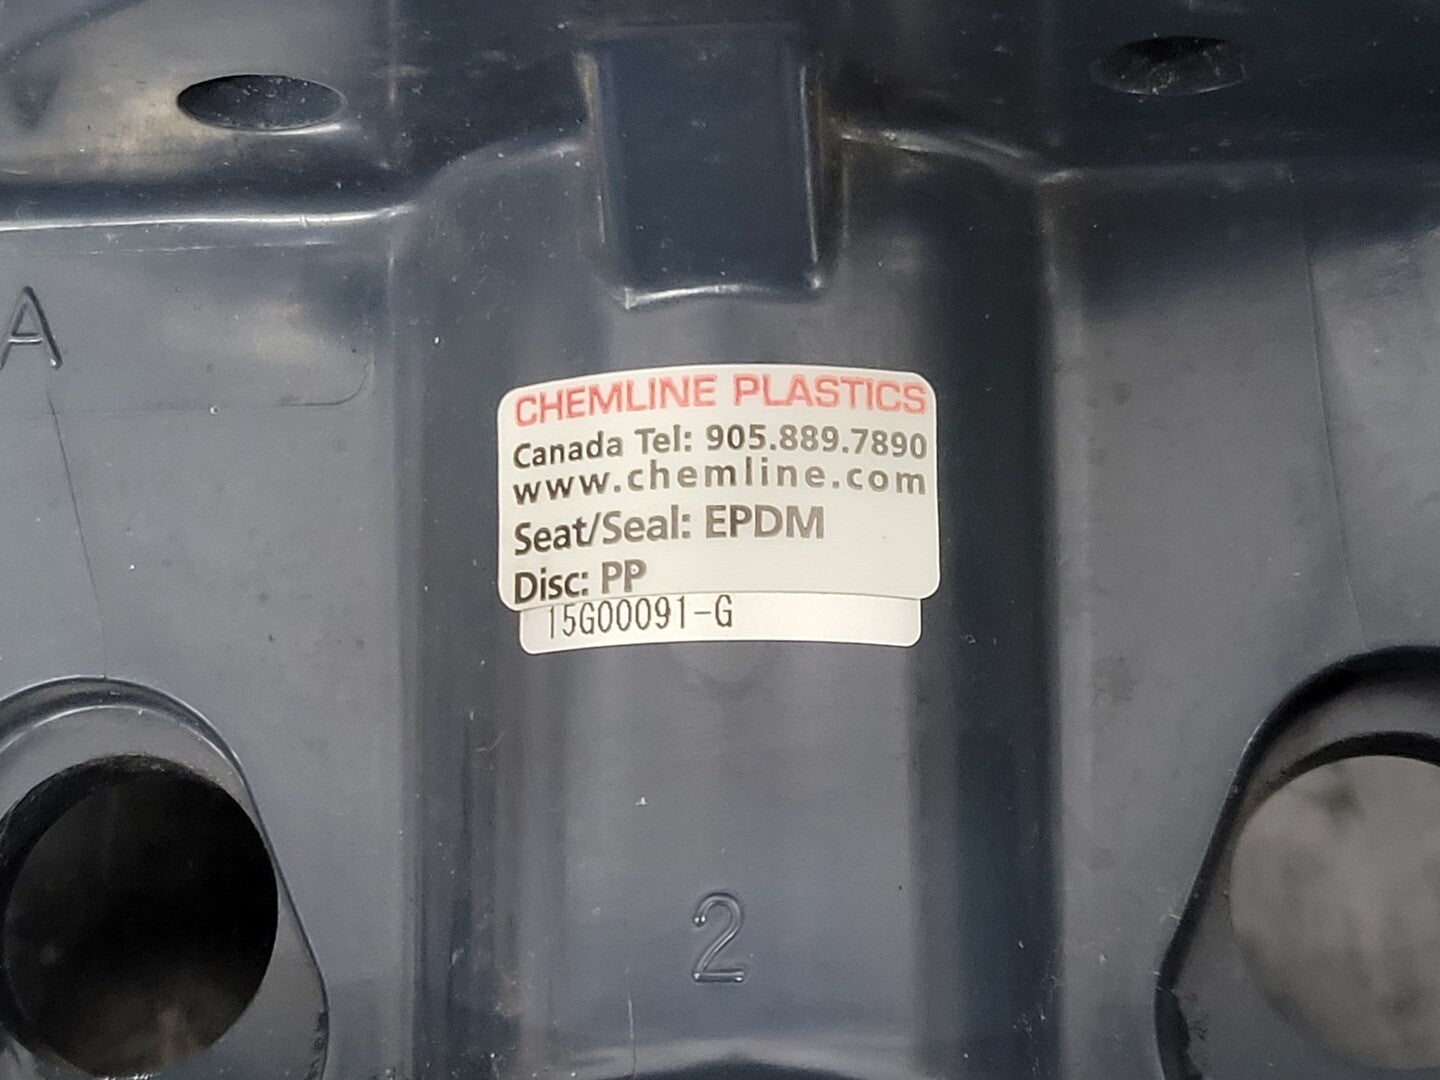 A
CHEMLINE PLASTICS
Canada Tel: 905.889.7890
www.chemline.com
Seat/Seal: EPDM
Disc: PP
15G00091-G
2